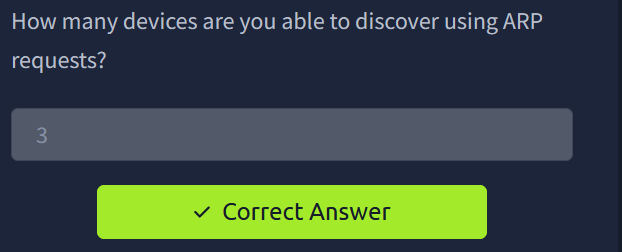 How many devices are you able to discover using ARP
requests?
3
✓ Correct Answer